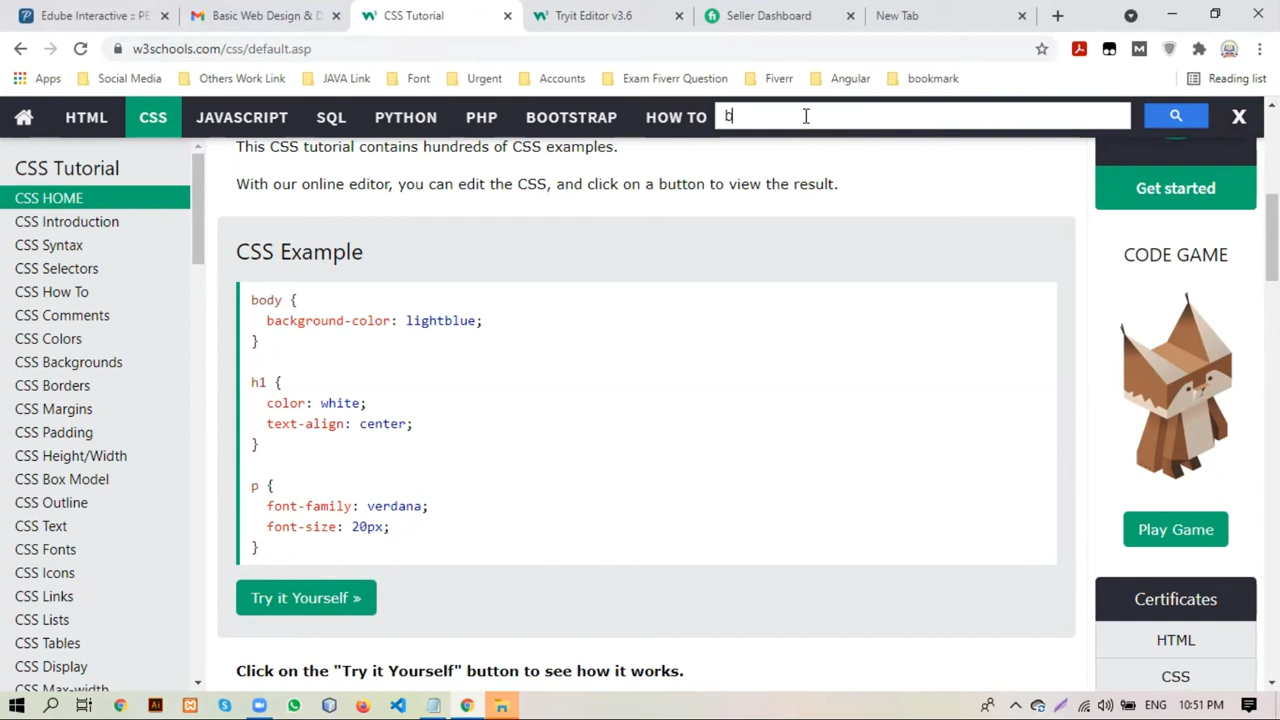 Edube Interactive :: PE
Basic Web Design & D
CSS Tutorial
Tryit Editor v3.6
Seller Dashboard
New Tab
w3schools.com/css/default.asp
Apps
Social Media
Others Work Link
JAVA Link
Font
Urgent
Accounts
Exam Fiverr Question
Fiverr
Angular
bookmark
Reading list
HTML
CSS
JAVASCRIPT
SQL
PYTHON
PHP
BOOTSTRAP
HOW TO
b
X
CSS Tutorial
CSS HOME
CSS Introduction
CSS Syntax
CSS Selectors
CSS How To
CSS Comments
CSS Colors
CSS Backgrounds
CSS Borders
CSS Margins
CSS Padding
CSS Height/Width
CSS Box Model
CSS Outline
CSS Text
CSS Fonts
CSS Icons
CSS Links
CSS Lists
CSS Tables
CSS Display
CSS Max-width
This CSS tutorial contains hundreds of CSS examples.
With our online editor, you can edit the CSS, and click on a button to view the result.
CSS Example
body {
background-color: lightblue;
}
h1 {
color: white;
text-align: center;
}
p {
font-family: verdana;
font-size: 20px;
}
Try it Yourself »
Click on the "Try it Yourself" button to see how it works.
Get started
CODE GAME
Play Game
Certificates
HTML
CSS
ENG
10:51 PM